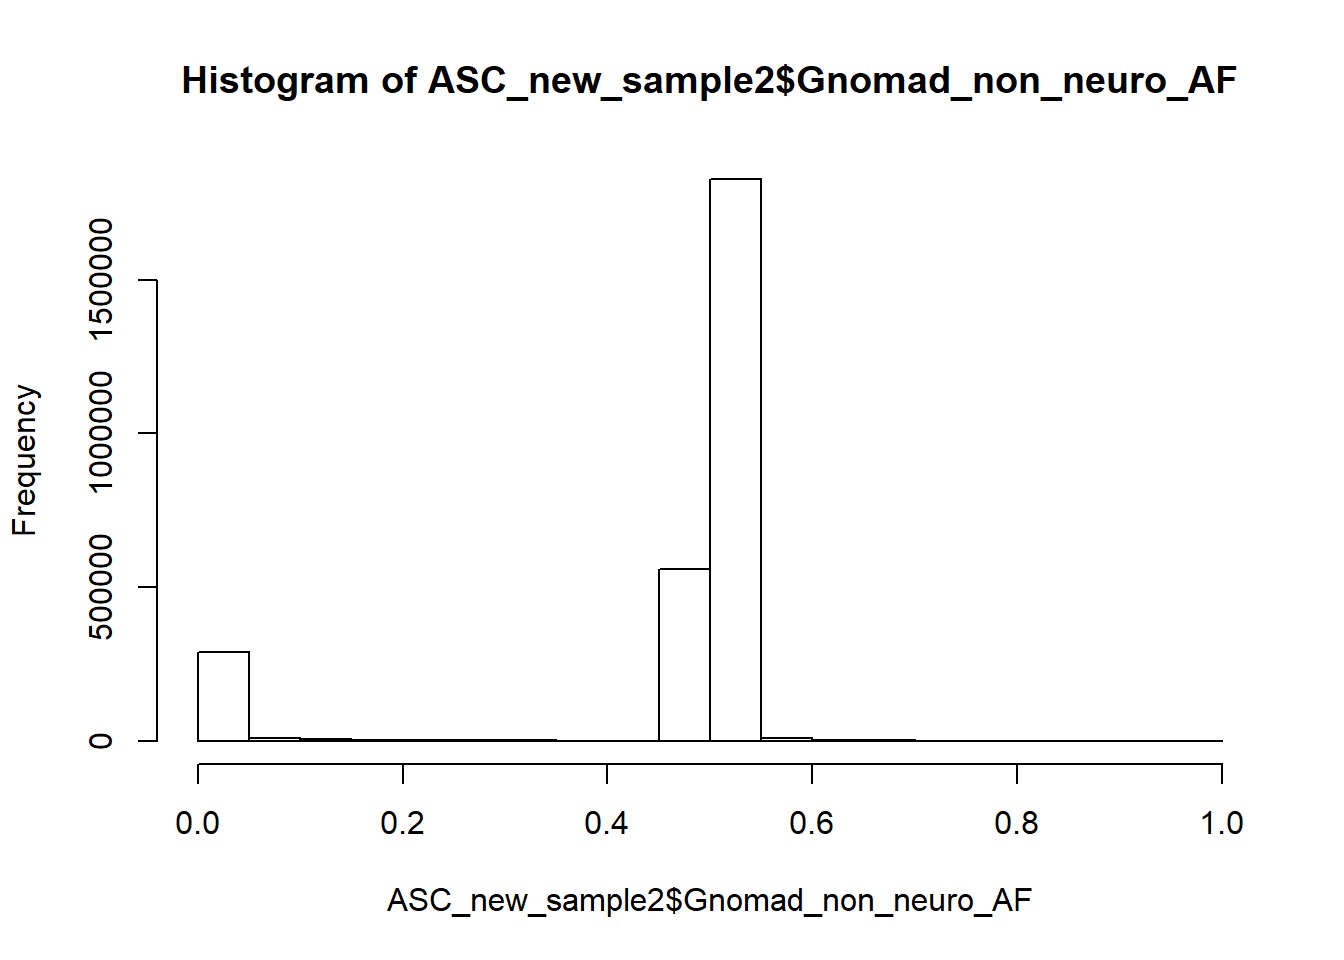 Histogram of ASC_new_sample2$Gnomad_non_neuro_AF
Frequency
1500000
1000000
500000
0
0.0 0.2 0.4 0.6 0.8 1.0
ASC_new_sample2$Gnomad_non_neuro_AF